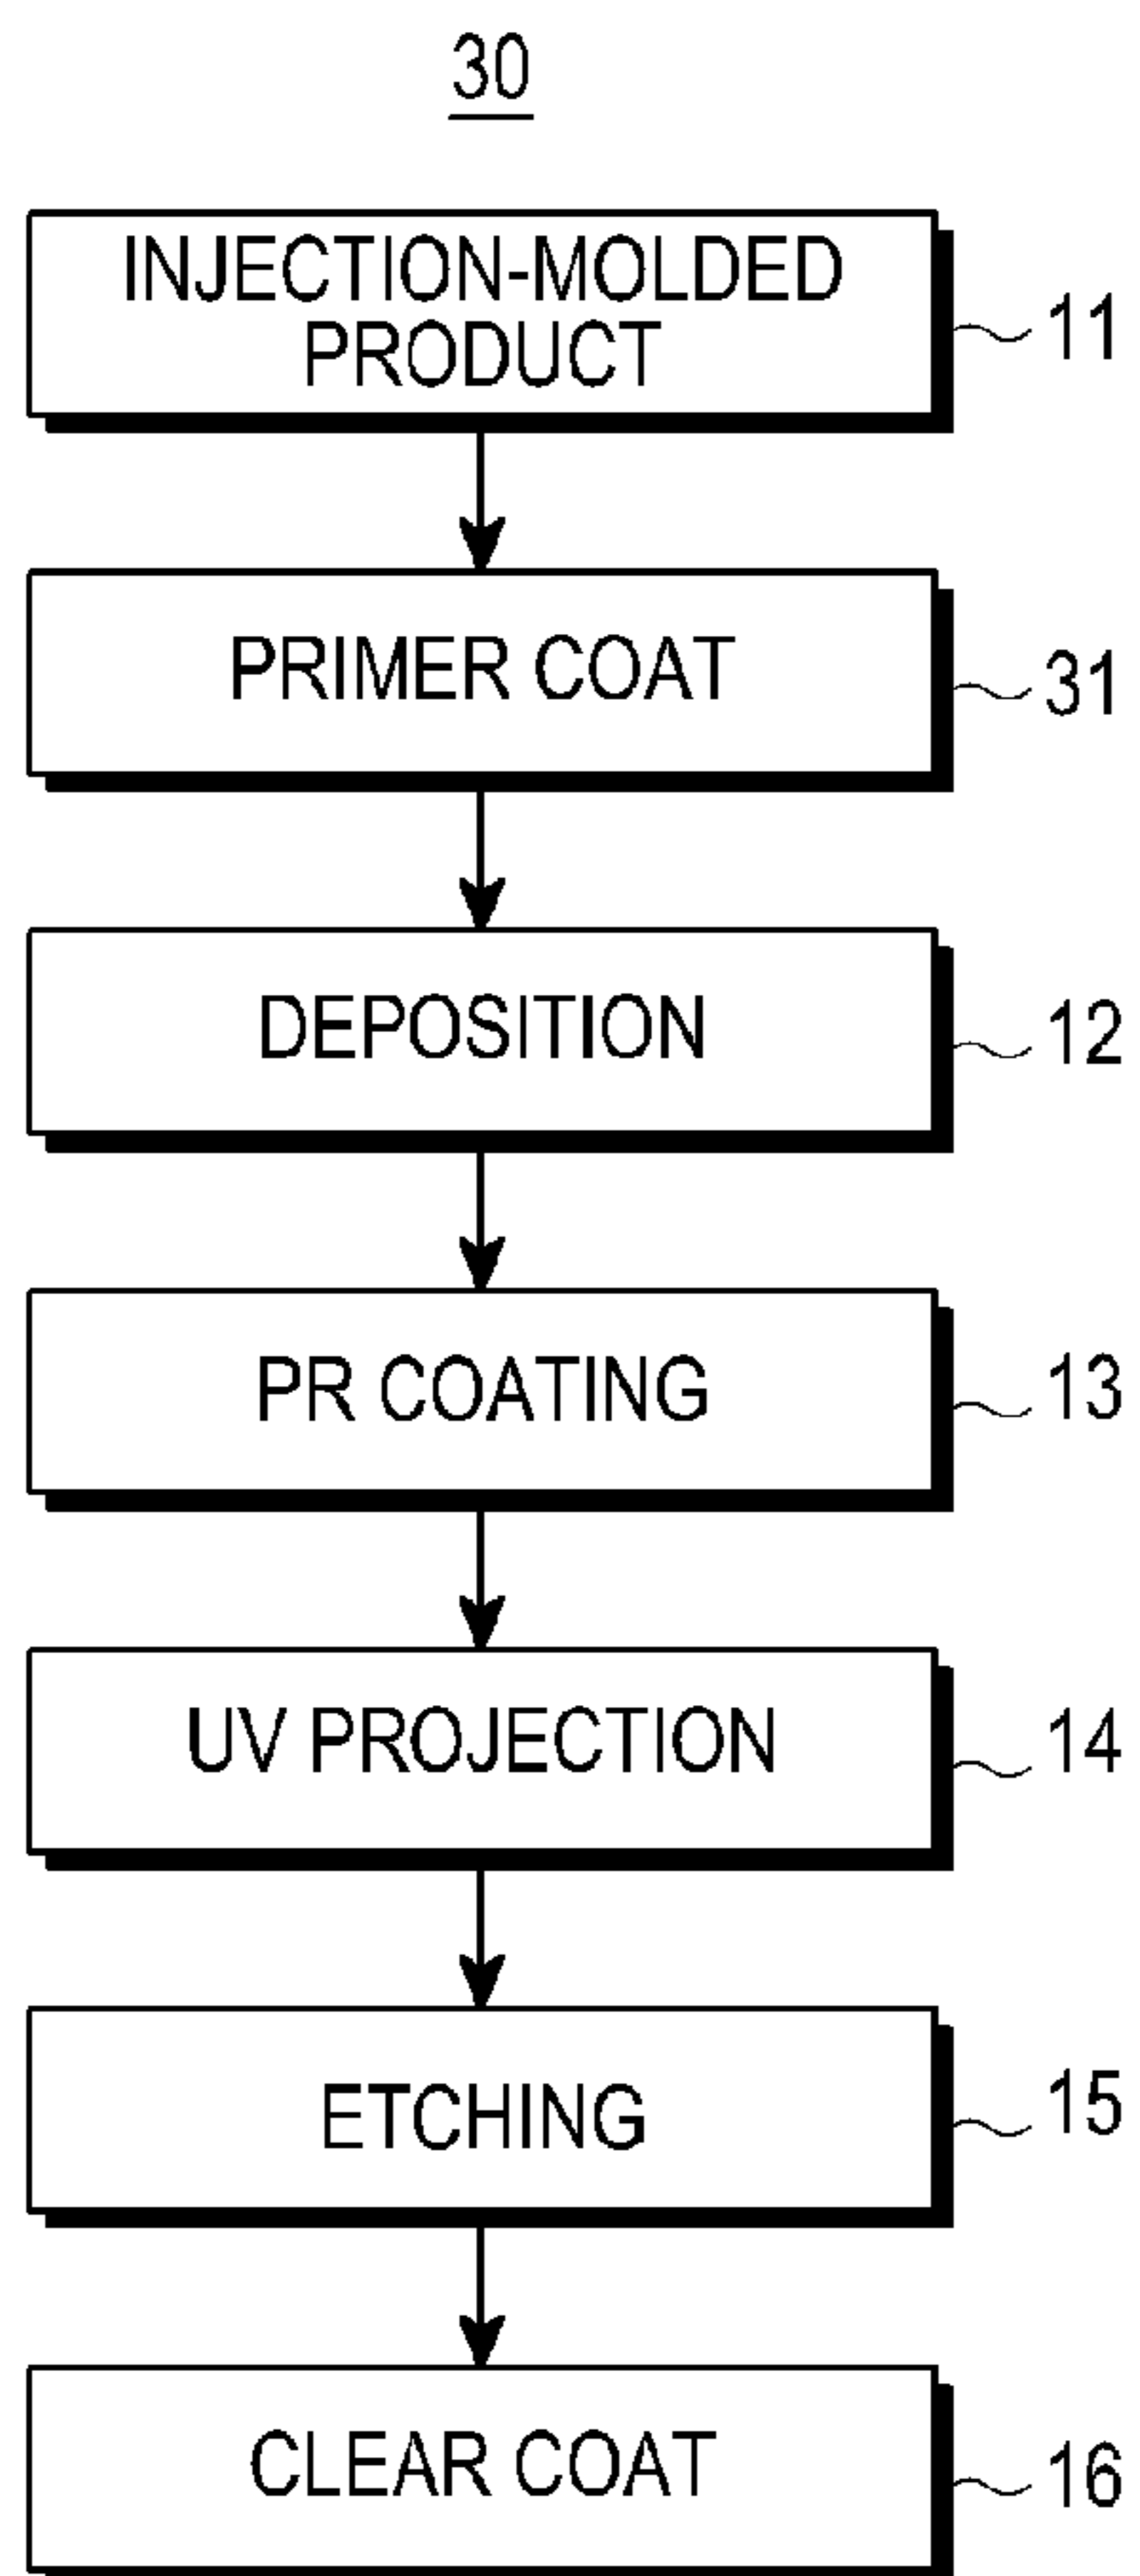 30
INJECTION-MOLDED
PRODUCT
11
PRIMER COAT
31
DEPOSITION
12
PR COATING
13
UV PROJECTION
14
ETCHING
15
CLEAR COAT
16